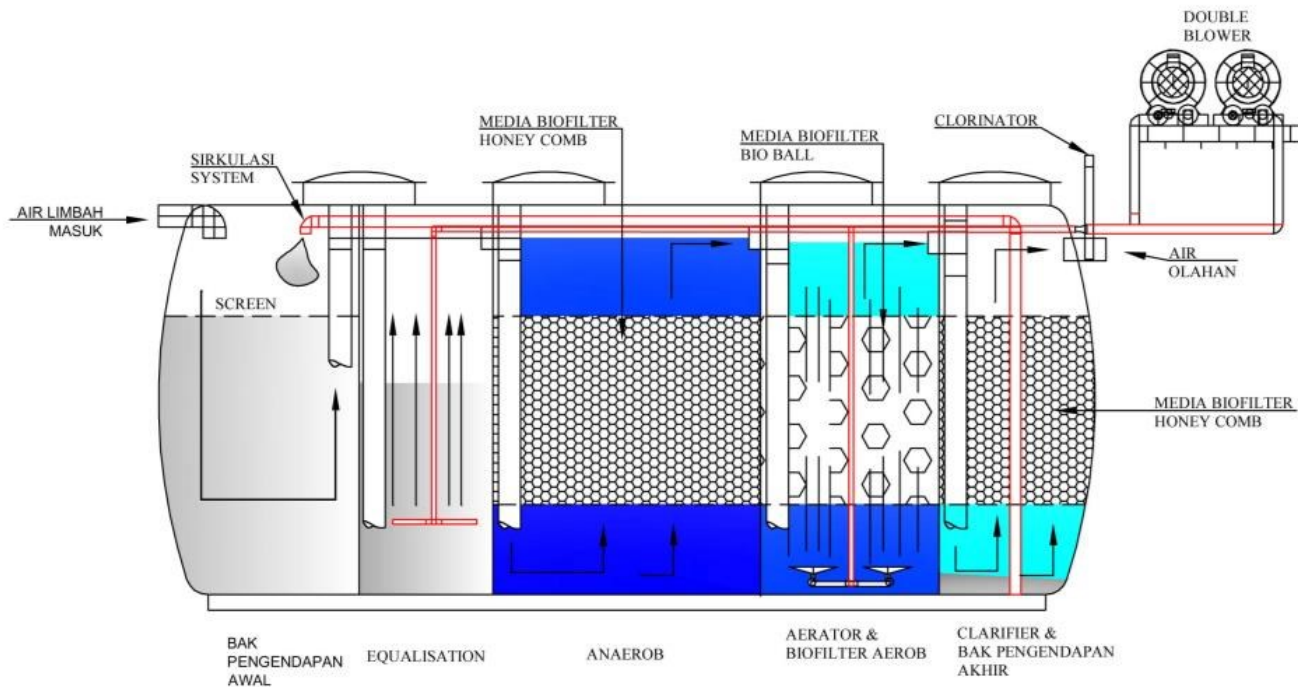 DOUBLE
BLOWER
MEDIA BIOFILTER
HONEY COMB
MEDIA BIOFILTER
BIO BALL
CLORINATOR
SIRKULASI
SYSTEM
AIR LIMBAH
MASUK
AIR
OLAHAN
SCREEN
MEDIA BIOFILTER
HONEY COMB
BAK
PENGENDAPAN
AWAL
EQUALISATION
ANAEROB
AERATOR &
BIOFILTER AEROB
CLARIFIER &
BAK PENGENDAPAN
AKHIR